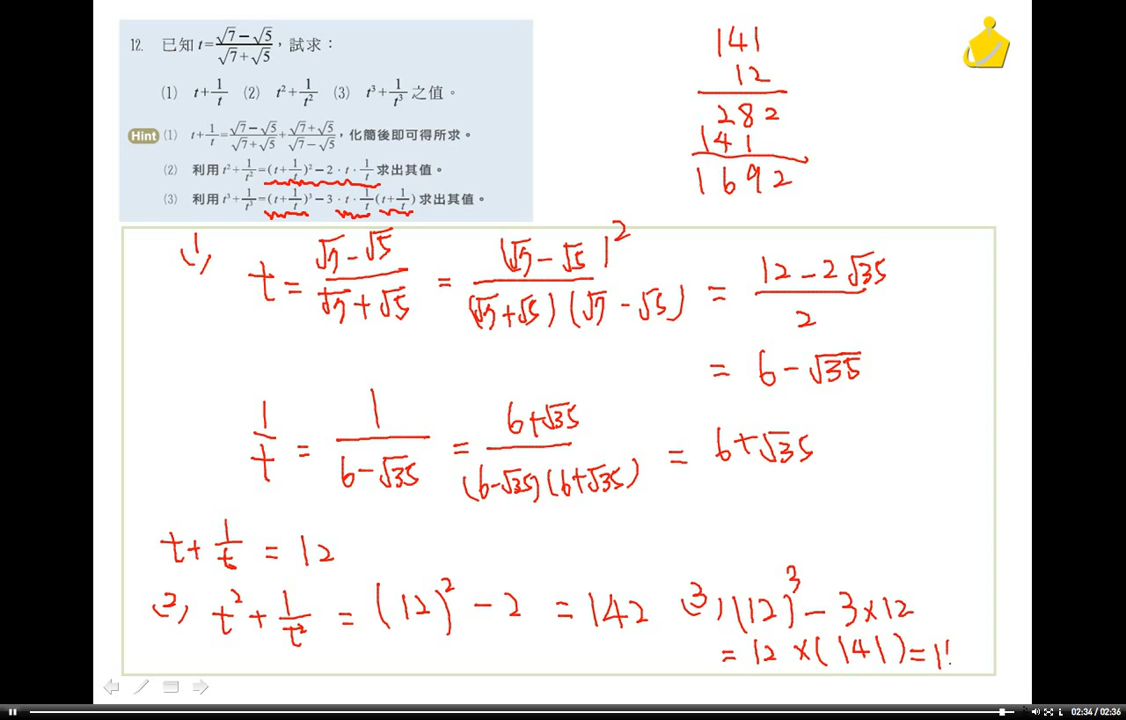 12. 已知 t=(√7−√5)/(√7+√5),試求:
(1) t+1/t (2) t²+1/t² (3) t³+1/t³ 之值。
Hint (1) t+1/t=(√7−√5)/(√7+√5)+(√7+√5)/(√7−√5),化簡後即可得所求。
(2) 利用 t²+1/t²=(t+1/t)²−2·t·1/t 求出其值。
(3) 利用 t³+1/t³=(t+1/t)³−3·t·1/t(t+1/t) 求出其值。
141
12
282
141
1692
(1) t = (√7−√5)/(√7+√5) = (√7−√5)²/((√7+√5)(√7−√5)) = (12−2√35)/2
= 6−√35
1/t = 1/(6−√35) = (6+√35)/((6−√35)(6+√35)) = 6+√35
t+1/t = 12
(2) t²+1/t² = (12)²−2 = 142
(3) (12)³−3×12
= 12×(141)=1
02:34 / 02:36